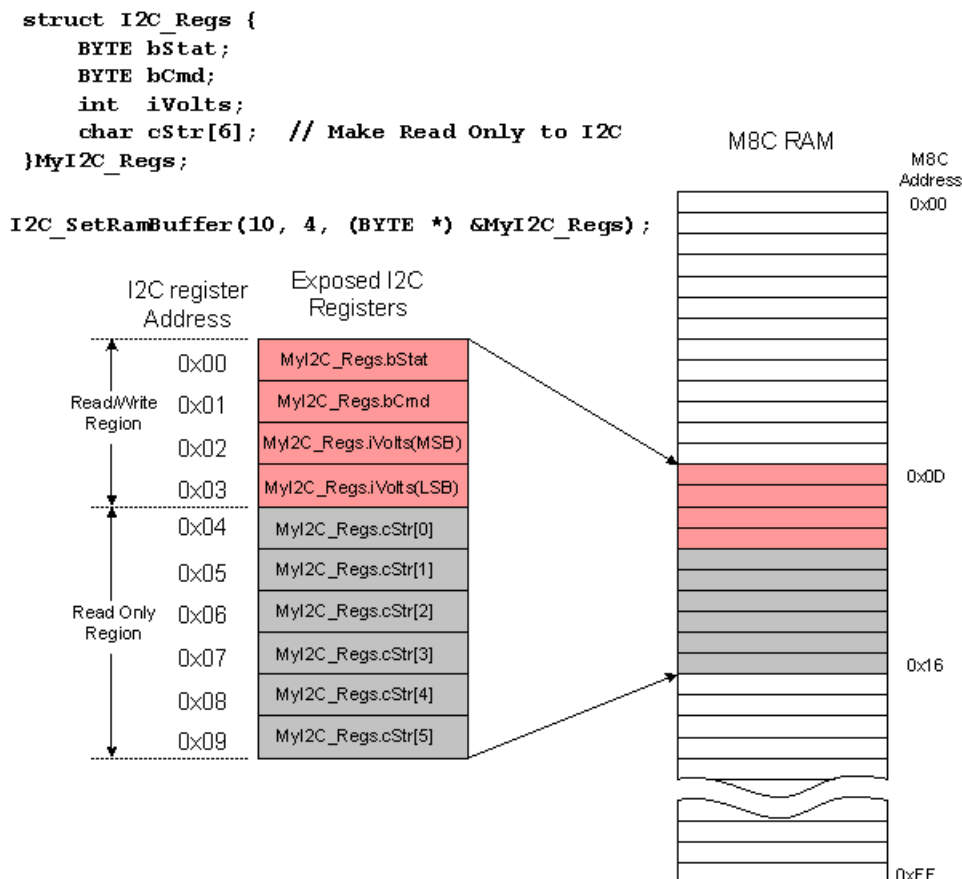 struct I2C_Regs {
BYTE bStat;
BYTE bCmd;
int iVolts;
char cStr[6]; // Make Read Only to I2C
}MyI2C_Regs;
I2C_SetRamBuffer(10, 4, (BYTE *) &MyI2C_Regs);
I2C register
Address
Exposed I2C
Registers
0x00
MyI2C_Regs.bStat
0x01
MyI2C_Regs.bCmd
0x02
MyI2C_Regs.iVolts(MSB)
0x03
MyI2C_Regs.iVolts(LSB)
0x04
MyI2C_Regs.cStr[0]
0x05
MyI2C_Regs.cStr[1]
0x06
MyI2C_Regs.cStr[2]
0x07
MyI2C_Regs.cStr[3]
0x08
MyI2C_Regs.cStr[4]
0x09
MyI2C_Regs.cStr[5]
Read/Write
Region
Read Only
Region
M8C RAM
M8C
Address
0x00
0x0D
0x16